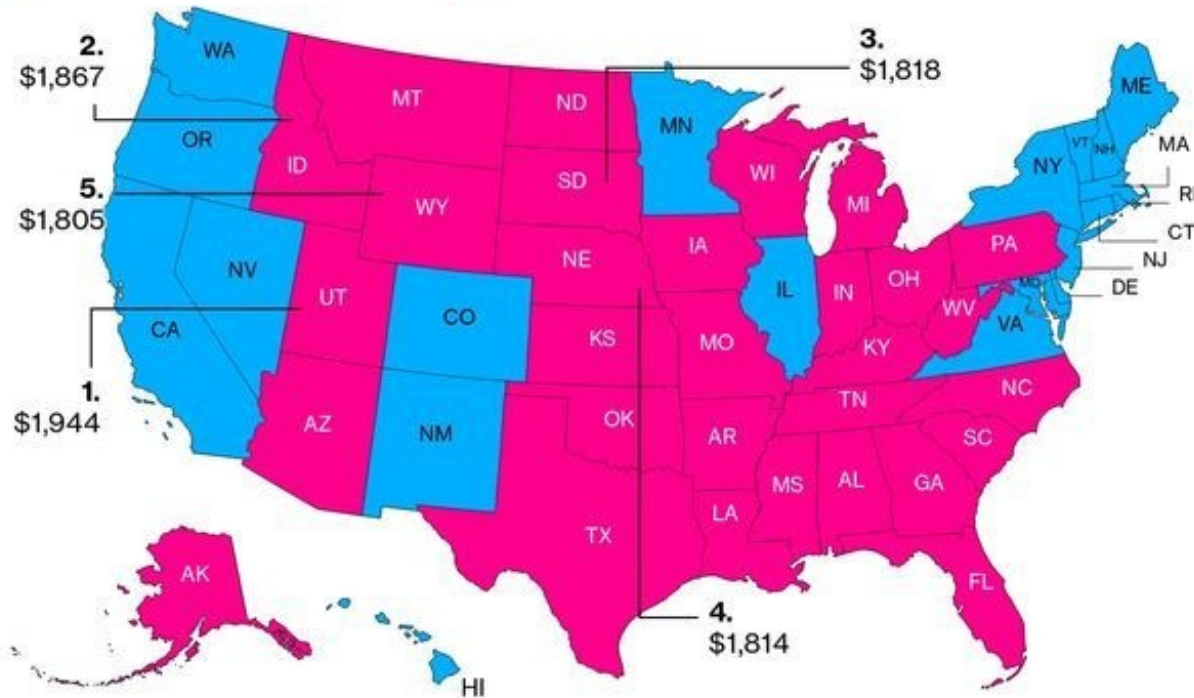 2.
$1,867
3.
$1,818
5.
$1,805
1.
$1,944
4.
$1,814
WA
OR
CA
NV
ID
MT
WY
UT
AZ
CO
NM
ND
SD
NE
KS
OK
TX
MN
IA
MO
AR
LA
WI
IL
MI
IN
OH
KY
TN
MS
AL
GA
FL
SC
NC
VA
WV
PA
NY
VT
NH
ME
MA
RI
CT
NJ
DE
MD
AK
HI